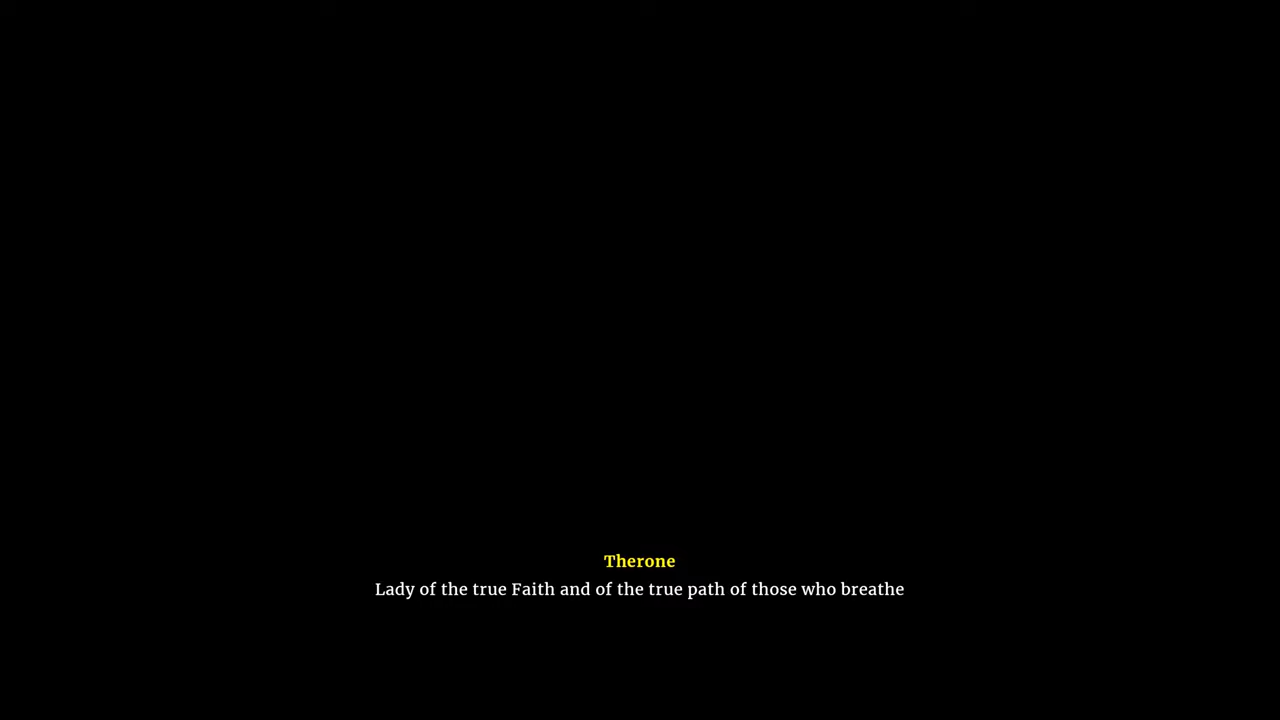 Therone
Lady of the true Faith and of the true path of those who breathe